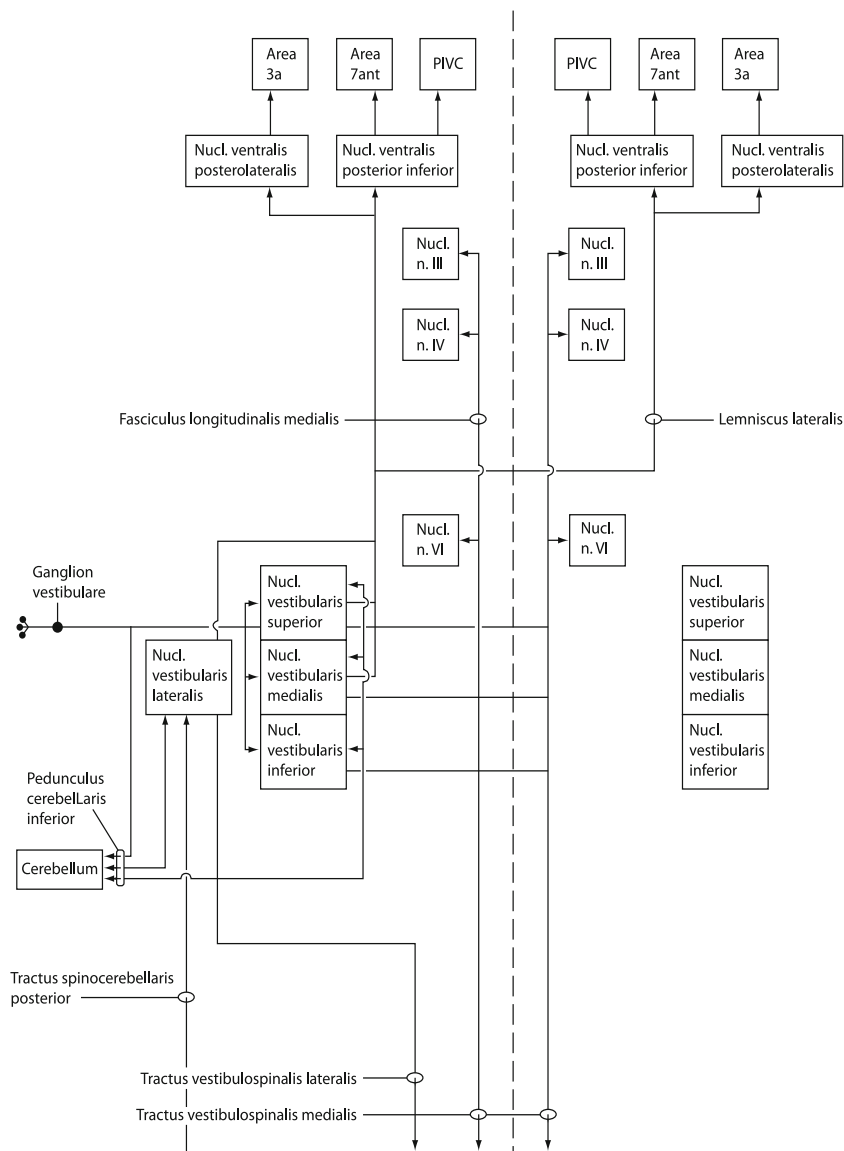 Area
3a
Area
7ant
PIVC
PIVC
Area
7ant
Area
3a
Nucl. ventralis
posterolateralis
Nucl. ventralis
posterior inferior
Nucl. ventralis
posterior inferior
Nucl. ventralis
posterolateralis
Nucl.
n. III
Nucl.
n. III
Nucl.
n. IV
Nucl.
n. IV
Fasciculus longitudinalis medialis
Lemniscus lateralis
Nucl.
n. VI
Nucl.
n. VI
Ganglion
vestibulare
Nucl.
vestibularis
superior
Nucl.
vestibularis
superior
Nucl.
vestibularis
lateralis
Nucl.
vestibularis
medialis
Nucl.
vestibularis
medialis
Nucl.
vestibularis
inferior
Nucl.
vestibularis
inferior
Pedunculus
cerebelLaris
inferior
Cerebellum
Tractus spinocerebellaris
posterior
Tractus vestibulospinalis lateralis
Tractus vestibulospinalis medialis